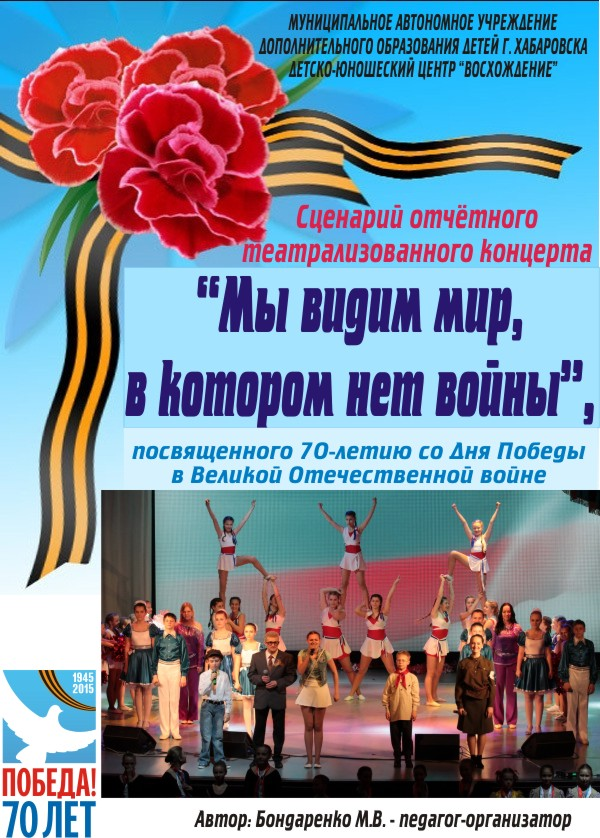 МУНИЦИПАЛЬНОЕ АВТОНОМНОЕ УЧРЕЖДЕНИЕ
ДОПОЛНИТЕЛЬНОГО ОБРАЗОВАНИЯ ДЕТЕЙ Г. ХАБАРОВСКА
ДЕТСКО-ЮНОШЕСКИЙ ЦЕНТР "ВОСХОЖДЕНИЕ"
Сценарий отчётного
театрализованного концерта
“Мы видим мир,
в котором нет войны”,
посвященного 70-летию со Дня Победы
в Великой Отечественной войне
1945
2015
ПОБЕДА!
70 ЛЕТ
Автор: Бондаренко М.В. - педагог-организатор